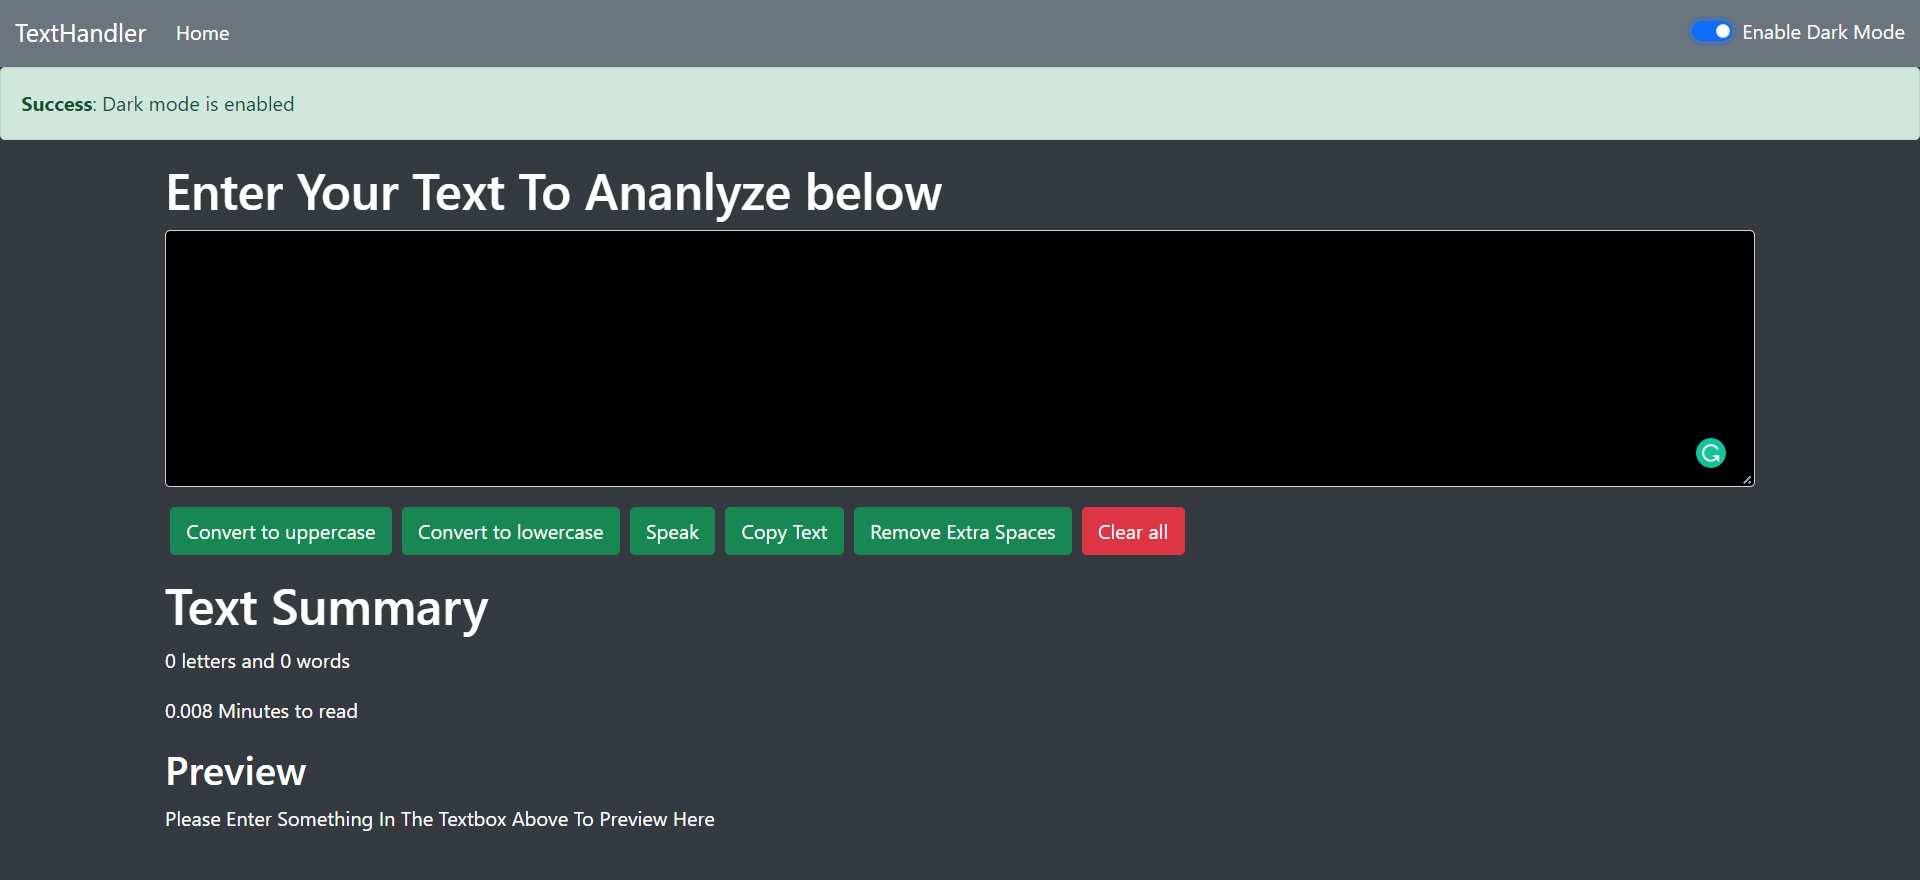 TextHandler Home Enable Dark Mode
Success: Dark mode is enabled
Enter Your Text To Ananlyze below
Convert to uppercase Convert to lowercase Speak Copy Text Remove Extra Spaces Clear all
Text Summary
0 letters and 0 words
0.008 Minutes to read
Preview
Please Enter Something In The Textbox Above To Preview Here